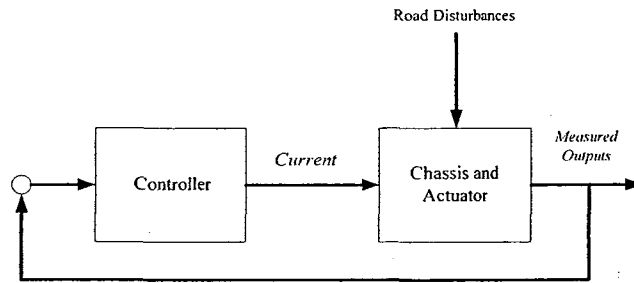 Road Disturbances
Measured
Outputs
Controller
Current
Chassis and
Actuator